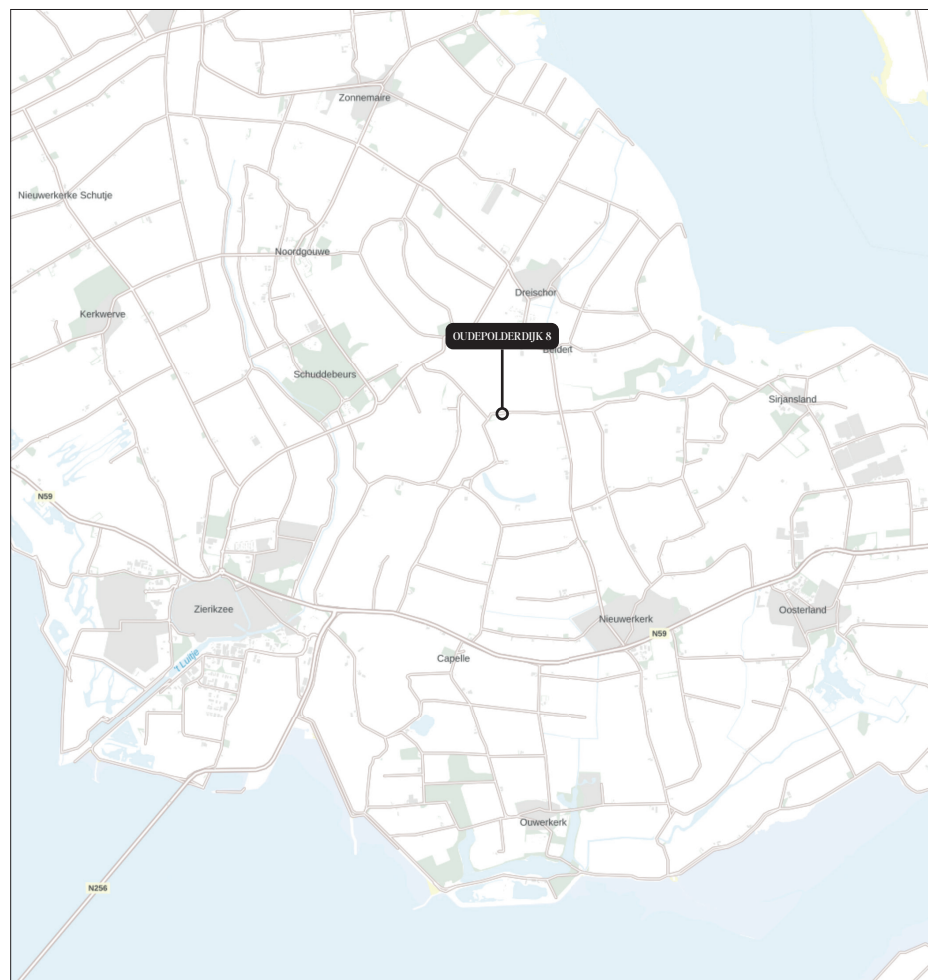 Zonnemaire
Nieuwerkerke Schutje
Noordgouwe
Dreischor
Kerkwerve
OUDEPOLDERDIJK 8
Beldert
Schuddebeurs
Sirjansland
N59
Zierikzee
Nieuwerkerk
Oosterland
N59
't Luitje
Capelle
Ouwerkerk
N256